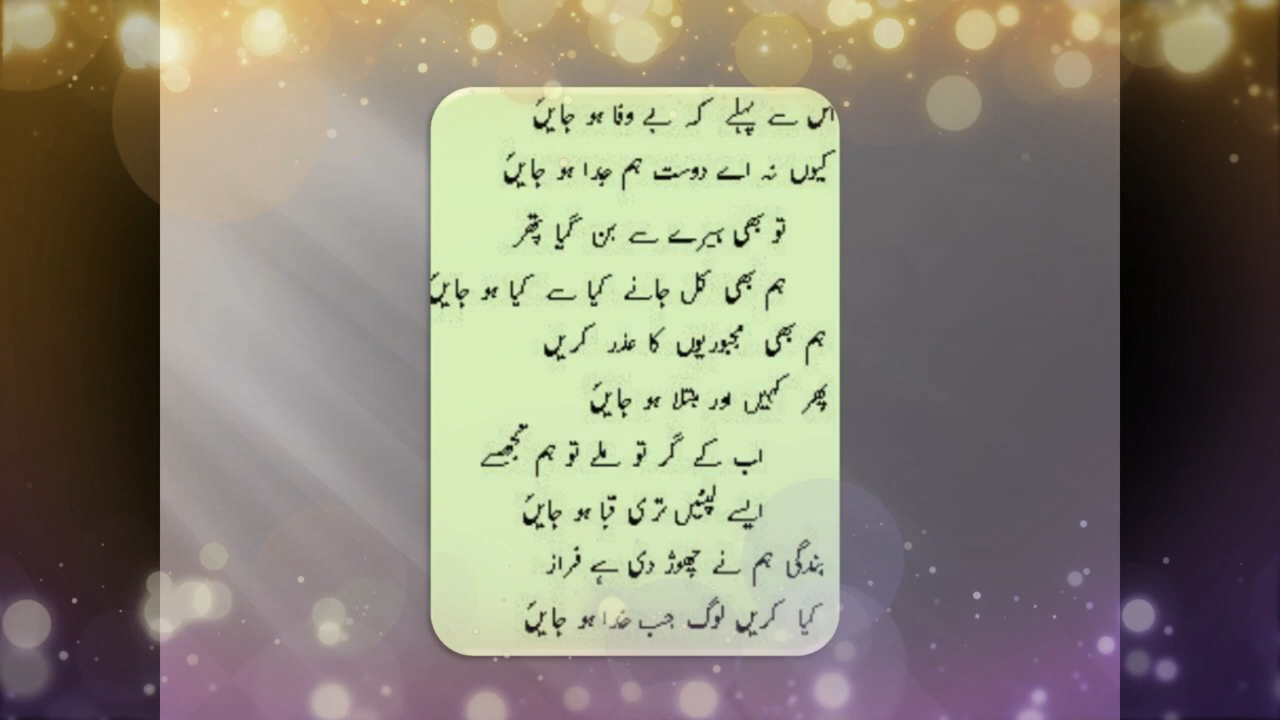 اس سے پہلے کہ بے وفا ہو جائیں
کیوں نہ اے دوست ہم جدا ہو جائیں
تو بھی ہیرے سے بن گیا پتھر
ہم بھی کل جانے کیا سے کیا ہو جائیں
ہم بھی مجبوریوں کا عذر کریں
پھر کہیں اور مبتلا ہو جائیں
اب کے گر تو ملے تو ہم تجھسے
ایسے لپٹیں تری قبا ہو جائیں
بندگی ہم نے چھوڑ دی ہے فراز
کیا کریں لوگ جب خدا ہو جائیں